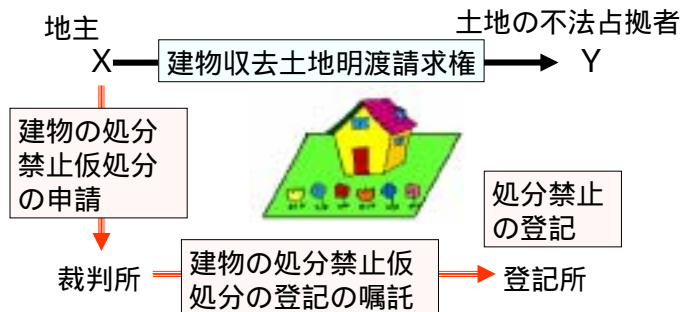 地主
土地の不法占拠者
X
建物収去土地明渡請求権
Y
建物の処分
禁止仮処分
の申請
処分禁止
の登記
裁判所
建物の処分禁止仮
処分の登記の嘱託
登記所